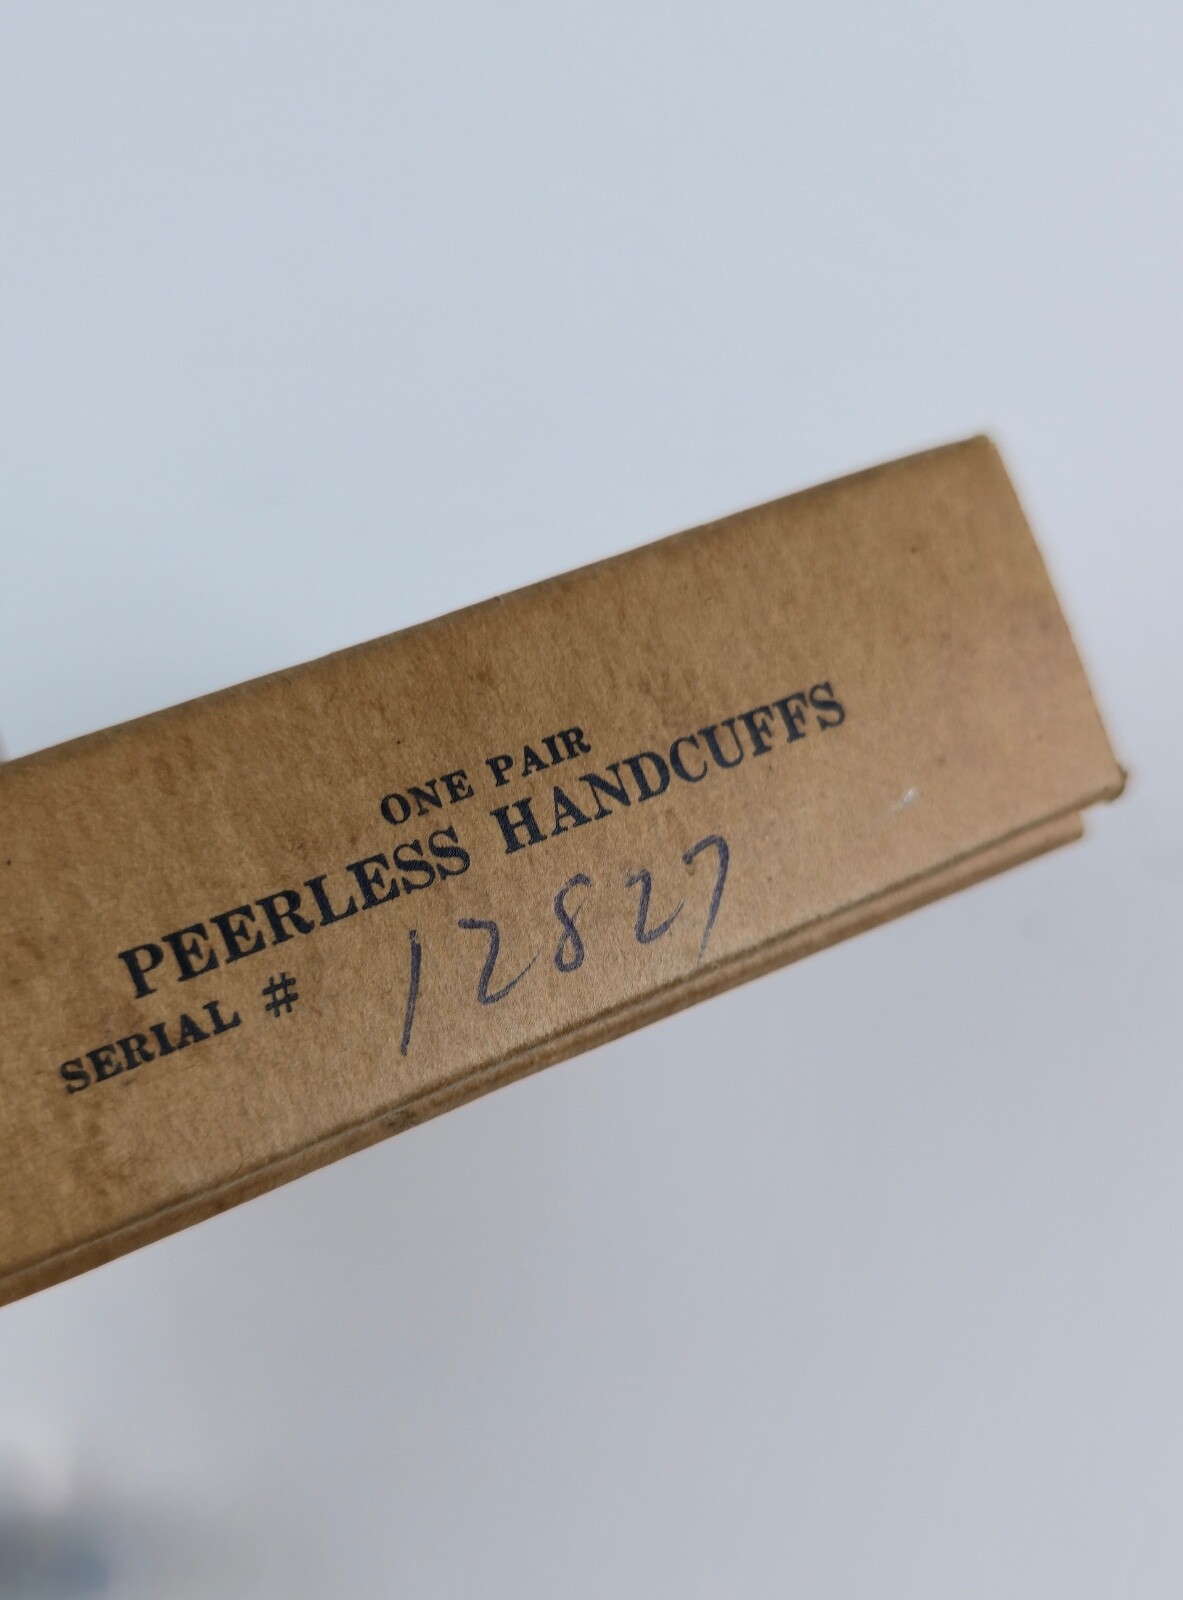 ONE PAIR
PEERLESS HANDCUFFS
SERIAL # 12827